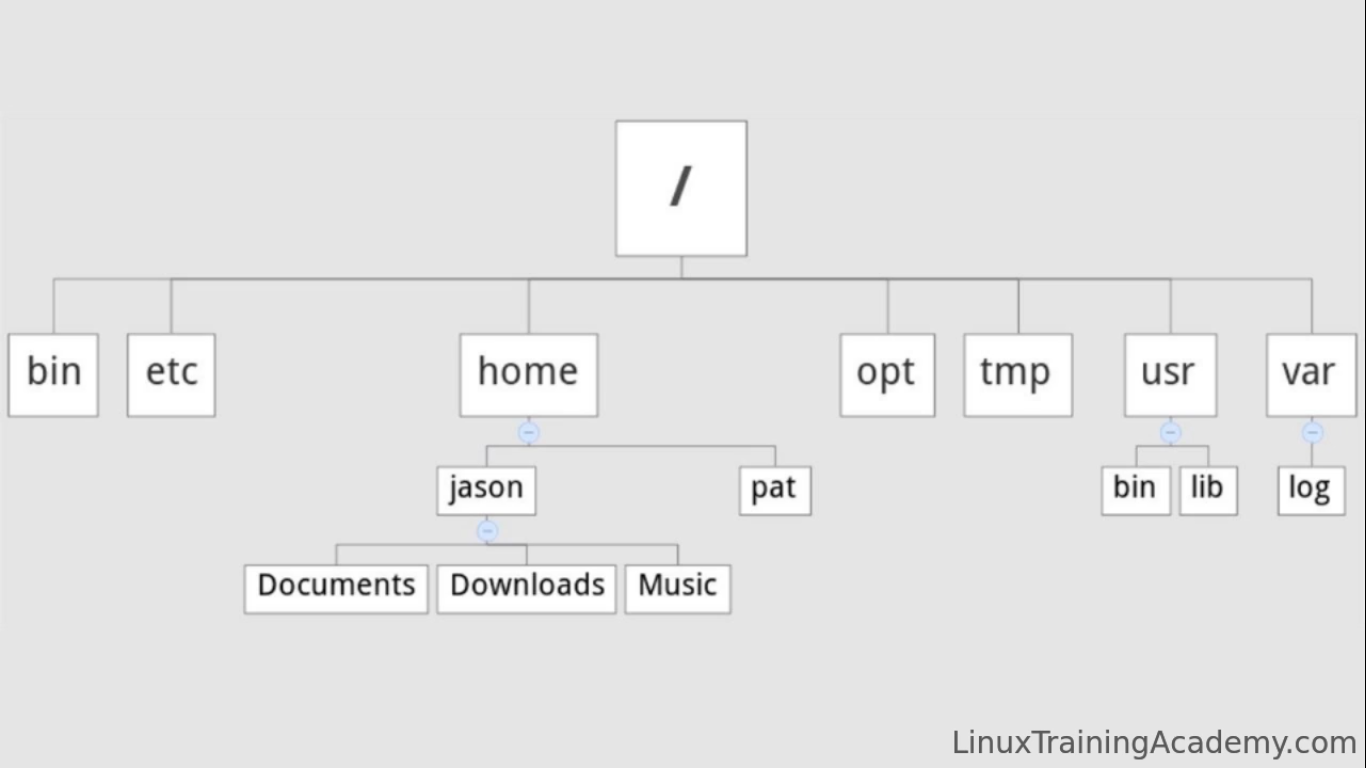 /
bin
etc
home
opt
tmp
usr
var
jason
pat
bin
lib
log
Documents
Downloads
Music
LinuxTrainingAcademy.com